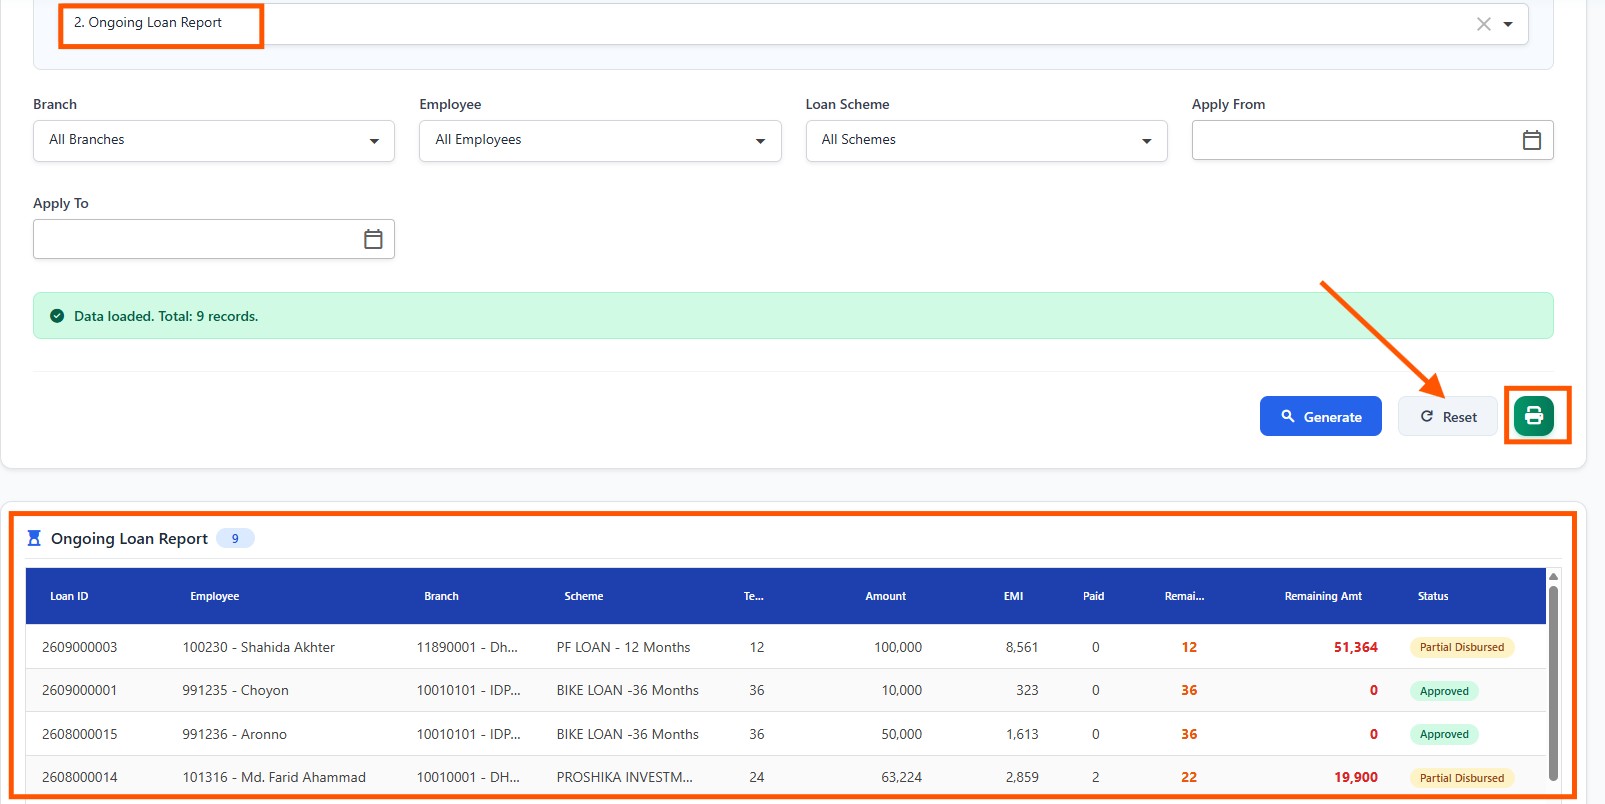 2. Ongoing Loan Report
Branch Employee Loan Scheme Apply From
All Branches All Employees All Schemes
Apply To
Data loaded. Total: 9 records.
Generate Reset
Ongoing Loan Report 9
Loan ID Employee Branch Scheme Te... Amount EMI Paid Remai... Remaining Amt Status
2609000003 100230 - Shahida Akhter 11890001 - Dh... PF LOAN - 12 Months 12 100,000 8,561 0 12 51,364 Partial Disbursed
2609000001 991235 - Choyon 10010101 - IDP... BIKE LOAN -36 Months 36 10,000 323 0 36 0 Approved
2608000015 991236 - Aronno 10010101 - IDP... BIKE LOAN -36 Months 36 50,000 1,613 0 36 0 Approved
2608000014 101316 - Md. Farid Ahammad 10010001 - DH... PROSHIKA INVESTM... 24 63,224 2,859 2 22 19,900 Partial Disbursed